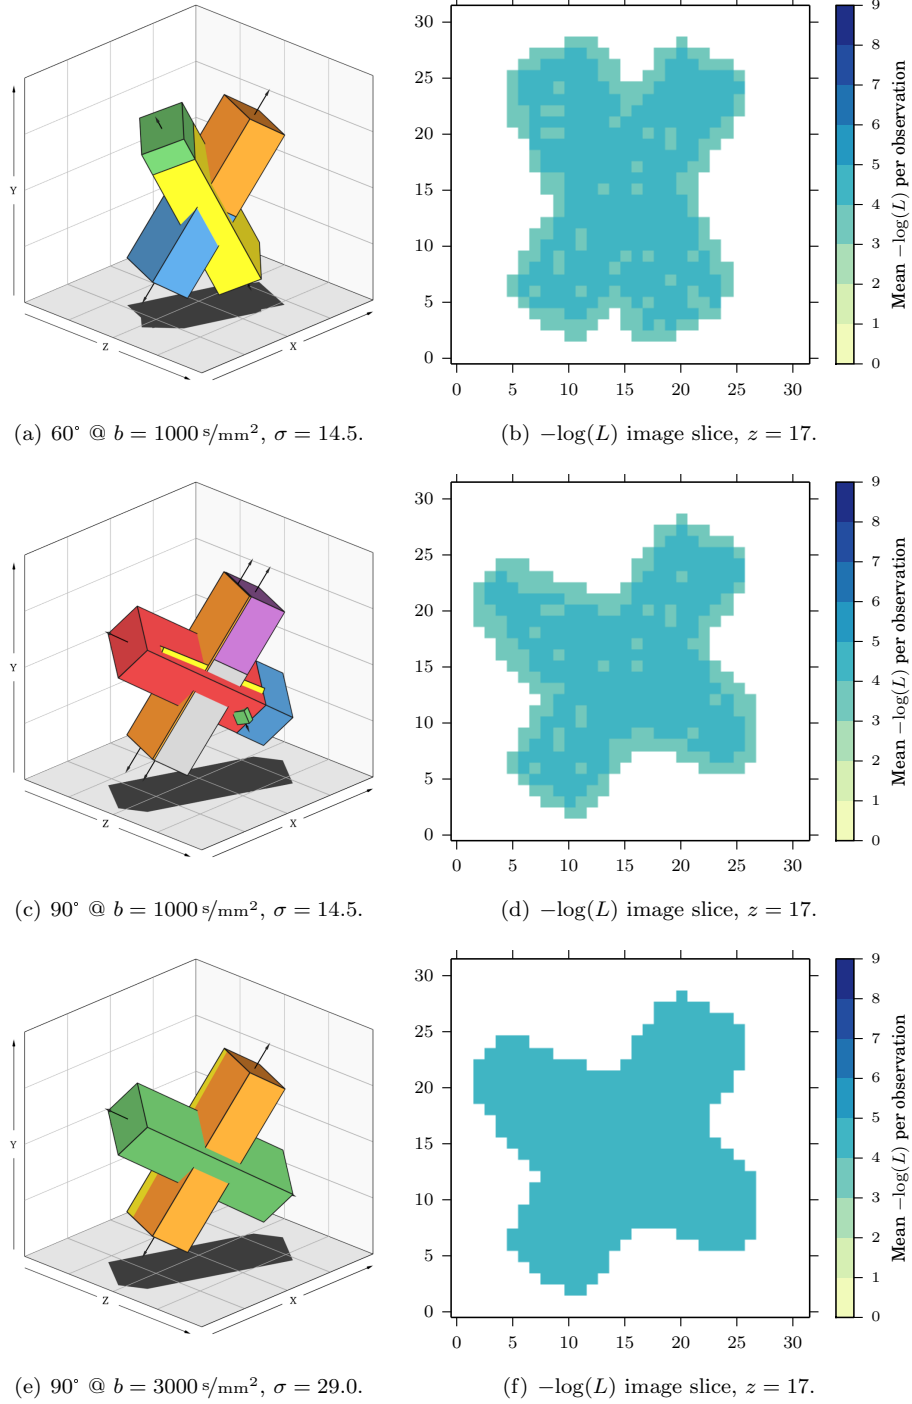 Y
Z
X
30
25
20
15
10
5
0
0 5 10 15 20 25 30
9
8
7
6
5
4
3
2
1
0
Mean −log(L) per observation
(a) 60° @ b = 1000 s/mm², σ = 14.5.
(b) −log(L) image slice, z = 17.
Y
Z
X
30
25
20
15
10
5
0
0 5 10 15 20 25 30
9
8
7
6
5
4
3
2
1
0
Mean −log(L) per observation
(c) 90° @ b = 1000 s/mm², σ = 14.5.
(d) −log(L) image slice, z = 17.
Y
Z
X
30
25
20
15
10
5
0
0 5 10 15 20 25 30
9
8
7
6
5
4
3
2
1
0
Mean −log(L) per observation
(e) 90° @ b = 3000 s/mm², σ = 29.0.
(f) −log(L) image slice, z = 17.